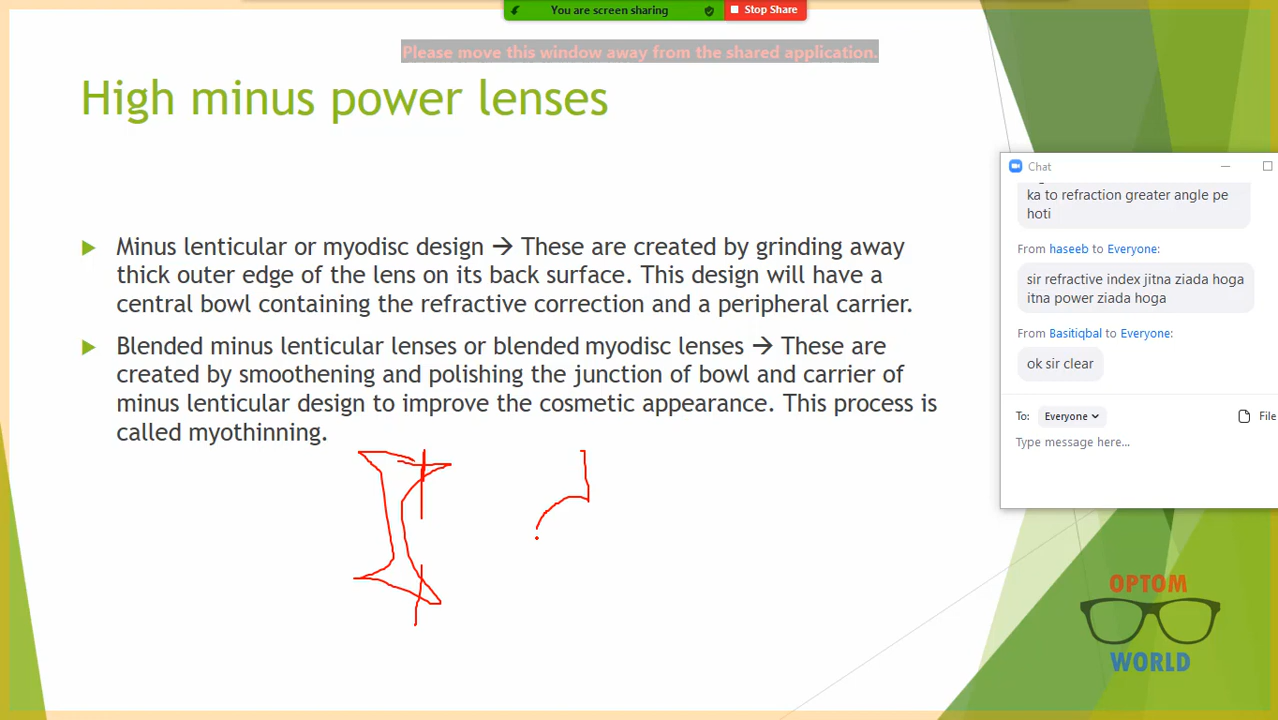 You are screen sharing
Stop Share
Please move this window away from the shared application.
High minus power lenses
Minus lenticular or myodisc design → These are created by grinding away
thick outer edge of the lens on its back surface. This design will have a
central bowl containing the refractive correction and a peripheral carrier.
Blended minus lenticular lenses or blended myodisc lenses → These are
created by smoothening and polishing the junction of bowl and carrier of
minus lenticular design to improve the cosmetic appearance. This process is
called myothinning.
Chat
ka to refraction greater angle pe
hoti
From haseeb to Everyone:
sir refractive index jitna ziada hoga
itna power ziada hoga
From Basitiqbal to Everyone:
ok sir clear
To: Everyone
File
Type message here...
OPTOM
WORLD